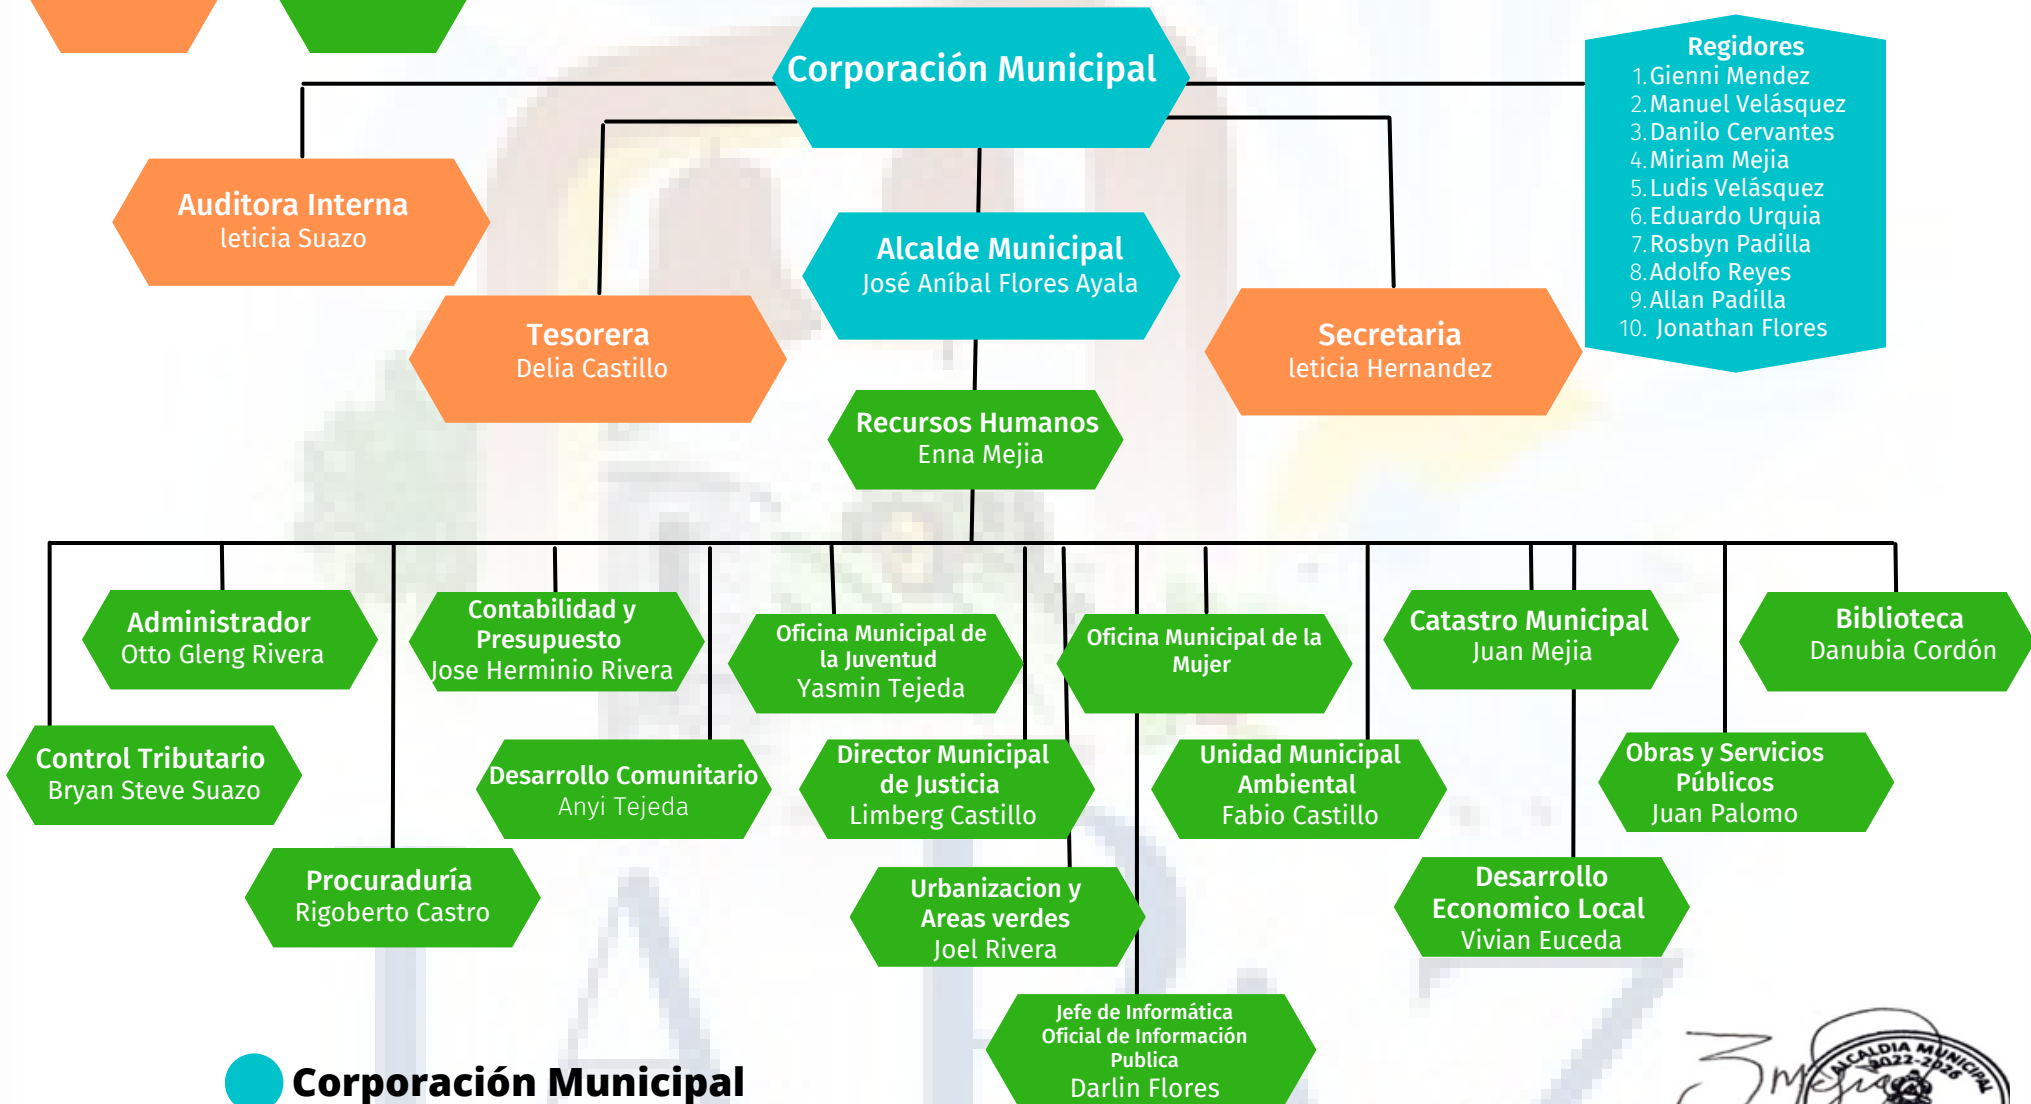 Corporación Municipal
Regidores
1. Gienni Mendez
2. Manuel Velásquez
3. Danilo Cervantes
4. Miriam Mejia
5. Ludis Velásquez
6. Eduardo Urquia
7. Rosbyn Padilla
8. Adolfo Reyes
9. Allan Padilla
10. Jonathan Flores
Auditora Interna
leticia Suazo
Alcalde Municipal
José Aníbal Flores Ayala
Tesorera
Delia Castillo
Secretaria
leticia Hernandez
Recursos Humanos
Enna Mejia
Administrador
Otto Gleng Rivera
Contabilidad y
Presupuesto
Jose Herminio Rivera
Oficina Municipal de
la Juventud
Yasmin Tejeda
Oficina Municipal de la
Mujer
Catastro Municipal
Juan Mejia
Biblioteca
Danubia Cordón
Control Tributario
Bryan Steve Suazo
Desarrollo Comunitario
Anyi Tejeda
Director Municipal
de Justicia
Limberg Castillo
Unidad Municipal
Ambiental
Fabio Castillo
Obras y Servicios
Públicos
Juan Palomo
Procuraduría
Rigoberto Castro
Urbanizacion y
Areas verdes
Joel Rivera
Desarrollo
Economico Local
Vivian Euceda
Jefe de Informática
Oficial de Información
Publica
Darlin Flores
Corporación Municipal
ALCALDIA MUNICIPAL
2022-2026